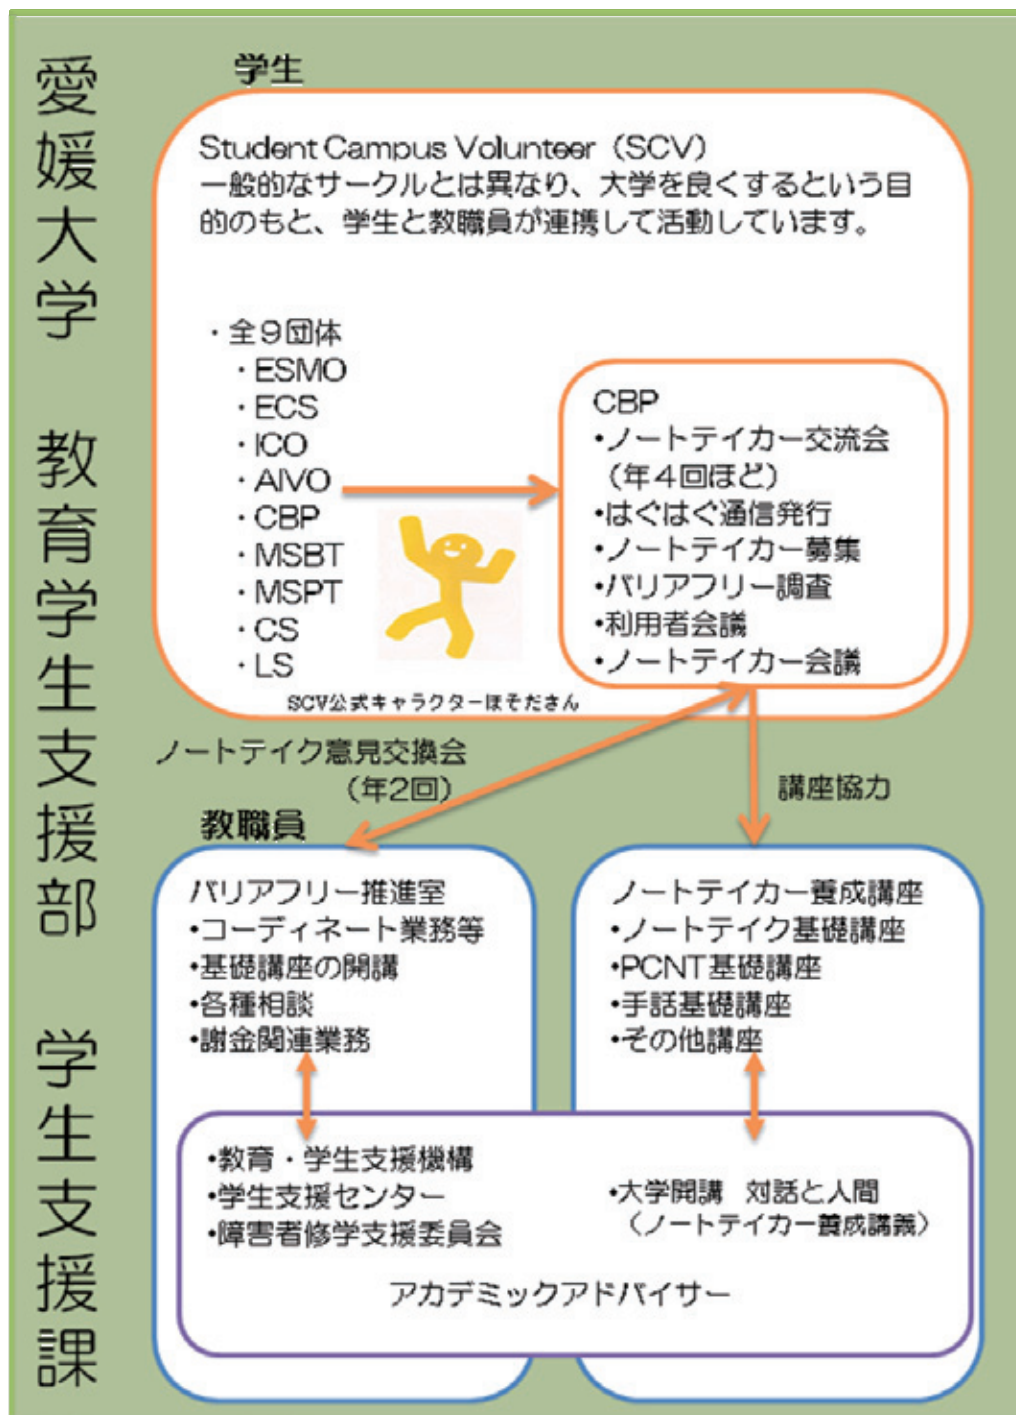 愛媛大学　教育学生支援部　学生支援課
学生
Student Campus Volunteer（SCV）
一般的なサークルとは異なり、大学を良くするという目
的のもと、学生と教職員が連携して活動しています。
・全９団体
・ESMO
・ECS
・ICO
・AIVO
・CBP
・MSBT
・MSPT
・CS
・LS
SCV公式キャラクターほそださん
CBP
•ノートテイカー交流会
（年４回ほど）
•はぐはぐ通信発行
•ノートテイカー募集
•バリアフリー調査
•利用者会議
•ノートテイカー会議
ノートテイク意見交換会
（年2回）
講座協力
教職員
バリアフリー推進室
•コーディネート業務等
•基礎講座の開講
•各種相談
•謝金関連業務
ノートテイカー養成講座
•ノートテイク基礎講座
•PCNT基礎講座
•手話基礎講座
•その他講座
•教育・学生支援機構
•学生支援センター
•障害者修学支援委員会
•大学開講　対話と人間
（ノートテイカー養成講義）
アカデミックアドバイサー